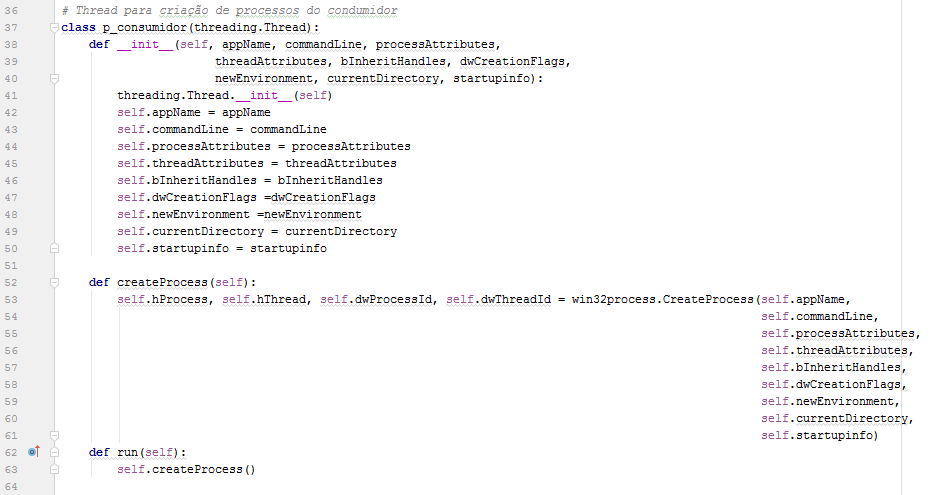 36 # Thread para criação de processos do condumidor
37 class p_consumidor(threading.Thread):
38     def __init__(self, appName, commandLine, processAttributes,
39                  threadAttributes, bInheritHandles, dwCreationFlags,
40                  newEnvironment, currentDirectory, startupinfo):
41         threading.Thread.__init__(self)
42         self.appName = appName
43         self.commandLine = commandLine
44         self.processAttributes = processAttributes
45         self.threadAttributes = threadAttributes
46         self.bInheritHandles = bInheritHandles
47         self.dwCreationFlags =dwCreationFlags
48         self.newEnvironment =newEnvironment
49         self.currentDirectory = currentDirectory
50         self.startupinfo = startupinfo
51
52     def createProcess(self):
53         self.hProcess, self.hThread, self.dwProcessId, self.dwThreadId = win32process.CreateProcess(self.appName,
54                                                                                                     self.commandLine,
55                                                                                                     self.processAttributes,
56                                                                                                     self.threadAttributes,
57                                                                                                     self.bInheritHandles,
58                                                                                                     self.dwCreationFlags,
59                                                                                                     self.newEnvironment,
60                                                                                                     self.currentDirectory,
61                                                                                                     self.startupinfo)
62     def run(self):
63         self.createProcess()
64